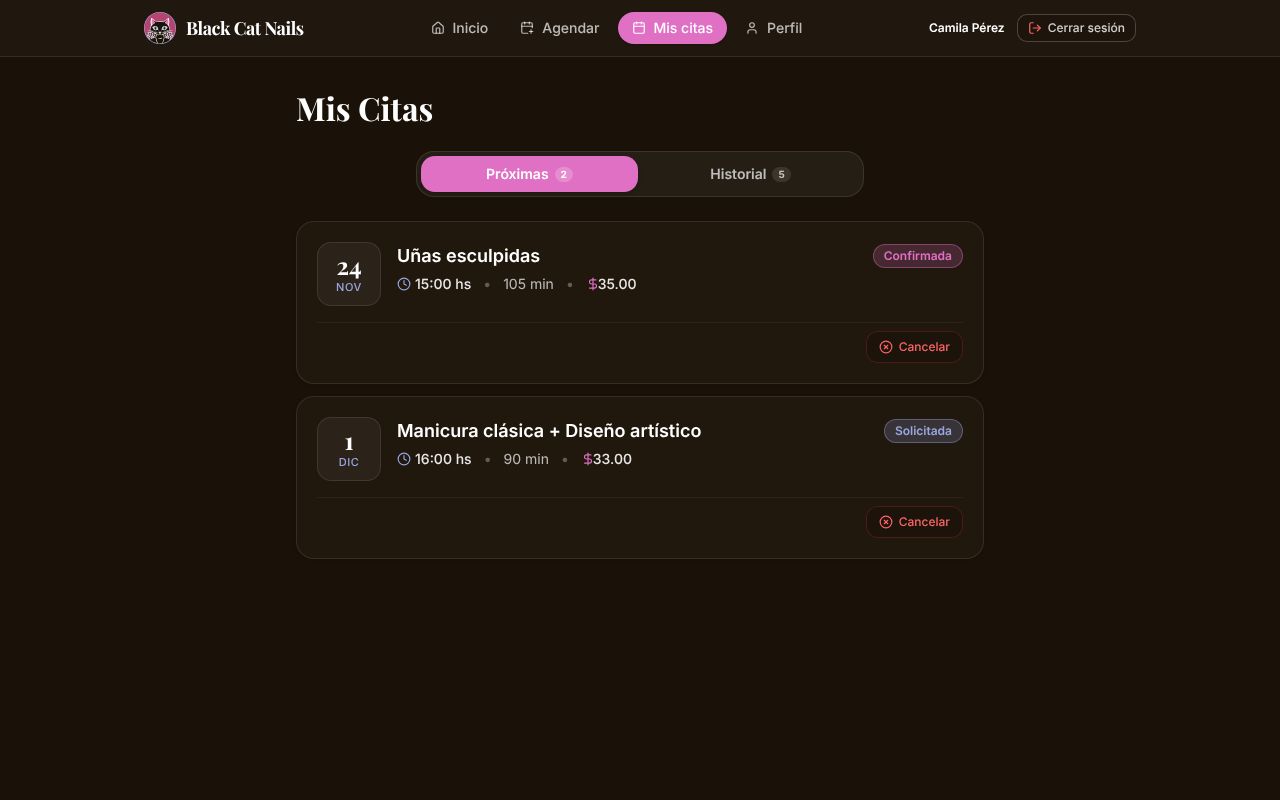 Black Cat Nails
Inicio
Agendar
Mis citas
Perfil
Camila Pérez
Cerrar sesión
Mis Citas
Próximas 2
Historial 5
24
NOV
Uñas esculpidas
Confirmada
15:00 hs • 105 min • $35.00
Cancelar
1
DIC
Manicura clásica + Diseño artístico
Solicitada
16:00 hs • 90 min • $33.00
Cancelar